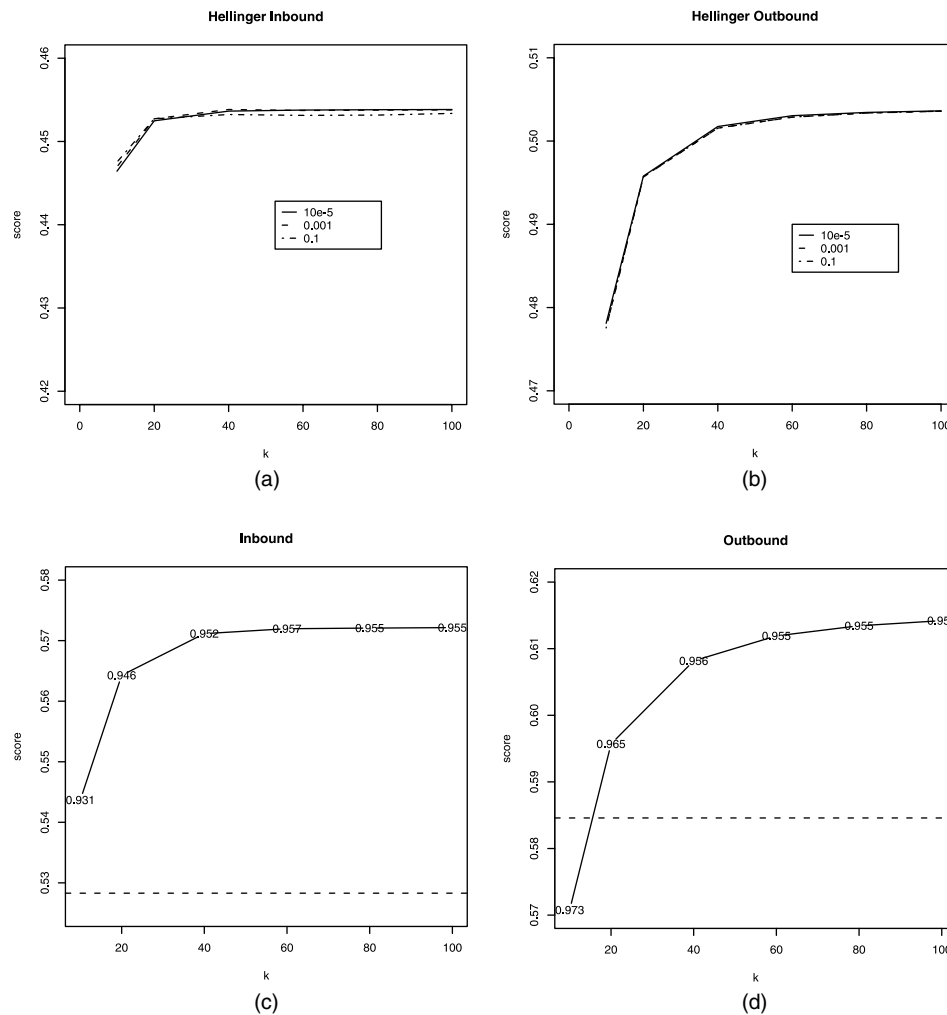 Hellinger Inbound
0.46
0.45
0.44
0.43
0.42
score
10e-5
0.001
0.1
0 20 40 60 80 100
k
(a)
Hellinger Outbound
0.51
0.50
0.49
0.48
0.47
score
10e-5
0.001
0.1
0 20 40 60 80 100
k
(b)
Inbound
0.58
0.57
0.56
0.55
0.54
0.53
score
0.931
0.946
0.952
0.957
0.955
0.955
20 40 60 80 100
k
(c)
Outbound
0.62
0.61
0.60
0.59
0.58
0.57
score
0.973
0.965
0.956
0.955
0.955
20 40 60 80
k
(d)